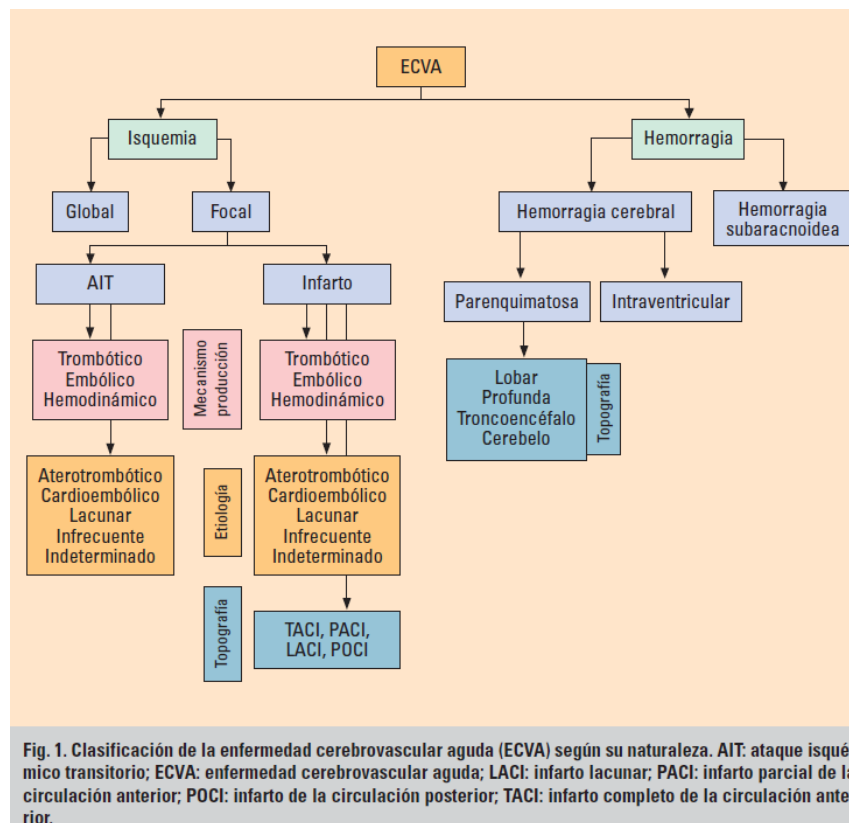 ECVA
Isquemia
Hemorragia
Global
Focal
Hemorragia cerebral
Hemorragia
subaracnoidea
AIT
Infarto
Parenquimatosa
Intraventricular
Trombótico
Embólico
Hemodinámico
Mecanismo
producción
Trombótico
Embólico
Hemodinámico
Lobar
Profunda
Troncoencéfalo
Cerebelo
Topografía
Aterotrombótico
Cardioembólico
Lacunar
Infrecuente
Indeterminado
Etiología
Aterotrombótico
Cardioembólico
Lacunar
Infrecuente
Indeterminado
Topografía
TACI, PACI,
LACI, POCI
Fig. 1. Clasificación de la enfermedad cerebrovascular aguda (ECVA) según su naturaleza. AIT: ataque isqué
mico transitorio; ECVA: enfermedad cerebrovascular aguda; LACI: infarto lacunar; PACI: infarto parcial de la
circulación anterior; POCI: infarto de la circulación posterior; TACI: infarto completo de la circulación ante
rior.